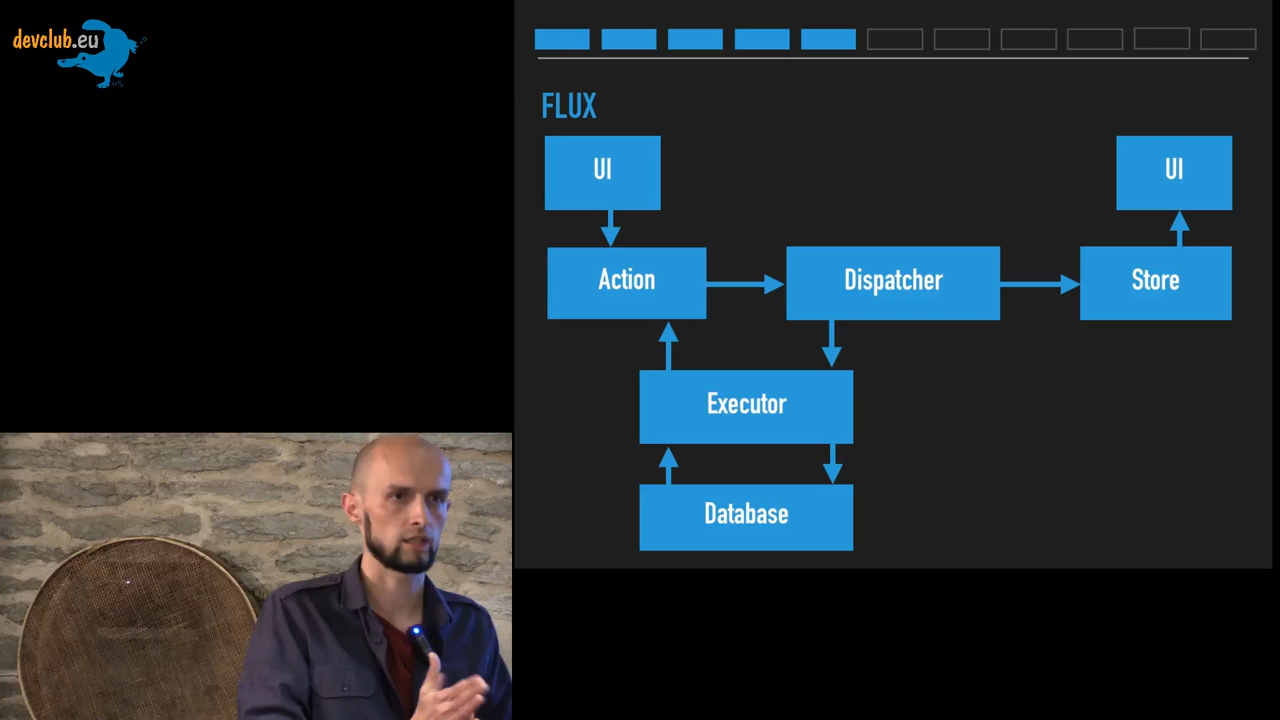 devclub.eu
FLUX
UI
UI
Action
Dispatcher
Store
Executor
Database